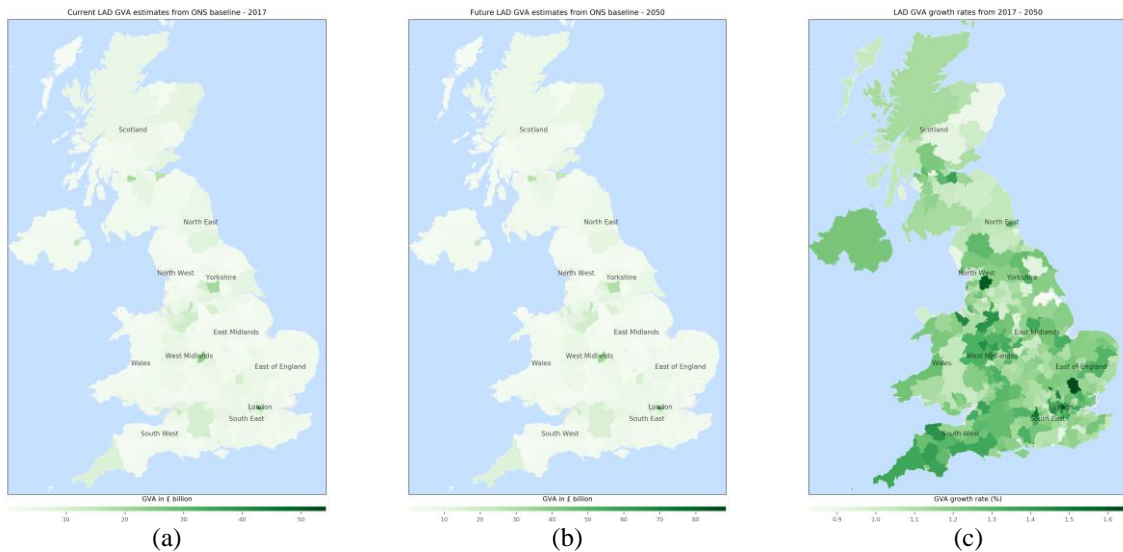 Current LAD GVA estimates from ONS baseline - 2017
Scotland
North East
North West
Yorkshire
East Midlands
West Midlands
Wales
East of England
London
South East
South West
GVA in £ billion
10 20 30 40 50
(a)
Future LAD GVA estimates from ONS baseline - 2050
Scotland
North East
North West
Yorkshire
East Midlands
West Midlands
Wales
East of England
London
South East
South West
GVA in £ billion
10 20 30 40 50 60 70 80
(b)
LAD GVA growth rates from 2017 - 2050
Scotland
North East
North West
Yorkshire
East Midlands
West Midlands
Wales
East of England
London
South East
South West
GVA growth rate (%)
0.9 1.0 1.1 1.2 1.3 1.4 1.5 1.6
(c)